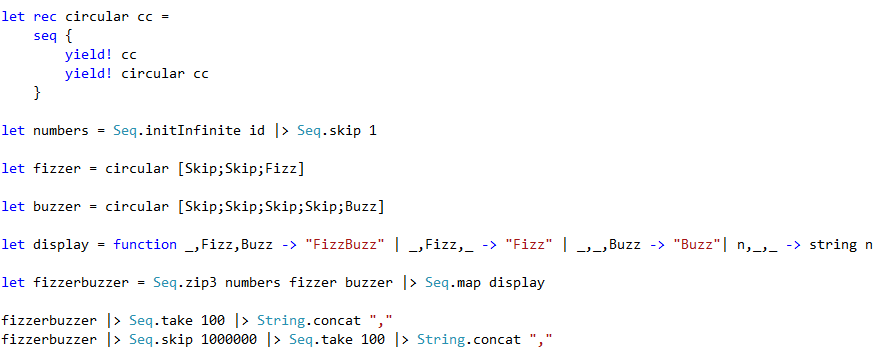 let rec circular cc =
    seq {
        yield! cc
        yield! circular cc
    }
let numbers = Seq.initInfinite id |> Seq.skip 1
let fizzer = circular [Skip;Skip;Fizz]
let buzzer = circular [Skip;Skip;Skip;Skip;Buzz]
let display = function _,Fizz,Buzz -> "FizzBuzz" | _,Fizz,_ -> "Fizz" | _,_,Buzz -> "Buzz"| n,_,_ -> string n
let fizzerbuzzer = Seq.zip3 numbers fizzer buzzer |> Seq.map display
fizzerbuzzer |> Seq.take 100 |> String.concat ","
fizzerbuzzer |> Seq.skip 1000000 |> Seq.take 100 |> String.concat ","